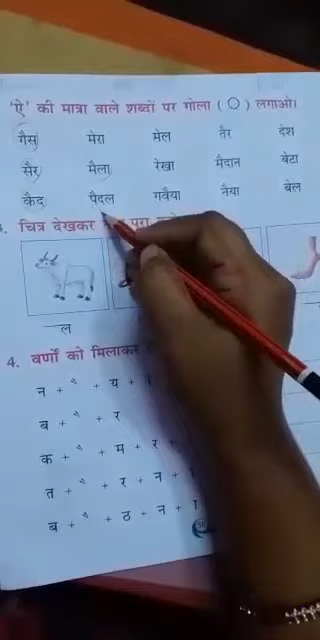 'ऐ' की मात्रा वाले शब्दों पर गोला ( ○ ) लगाओ।
गैस मेरा मेल तैर देश
सैर मैला रेखा मैदान बेटा
कैद पैदल गवैया नैया बेल
चित्र देखकर
ल
4. वर्णों को मिलाकर
न + ै + य +
ब + ै + र
क + ै + म + र +
त + ै + र + न + ा
ब + ै + ठ + न + ा